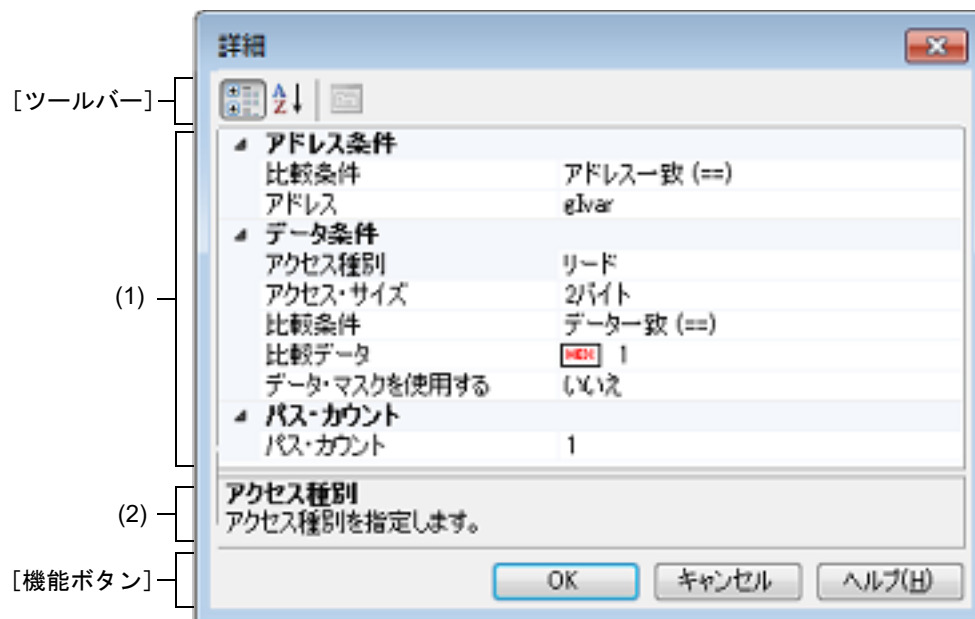 詳細
[ツールバー]
(1)
アドレス条件
比較条件 アドレス一致 (==)
アドレス gIvar
データ条件
アクセス種別 リード
アクセス・サイズ 2バイト
比較条件 データ一致 (==)
比較データ HEX 1
データ・マスクを使用する いいえ
パス・カウント
パス・カウント 1
(2)
アクセス種別
アクセス種別を指定します。
[機能ボタン]
OK キャンセル ヘルプ(H)